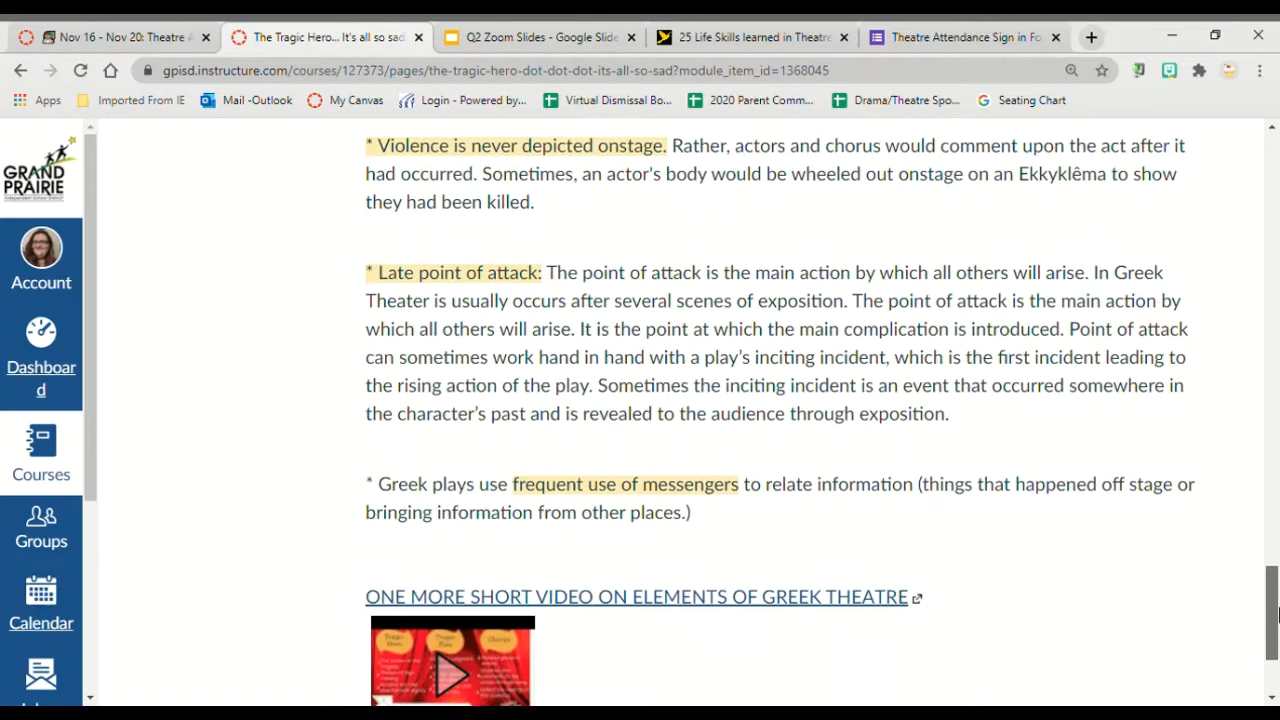 Nov 16 - Nov 20: Theatre A
The Tragic Hero... It's all so sad
Q2 Zoom Slides - Google Slide
25 Life Skills learned in Theatre
Theatre Attendance Sign in Fo
gpisd.instructure.com/courses/127373/pages/the-tragic-hero-dot-dot-dot-its-all-so-sad?module_item_id=1368045
Apps
Imported From IE
Mail -Outlook
My Canvas
Login - Powered by...
Virtual Dismissal Bo...
2020 Parent Comm...
Drama/Theatre Spo...
Seating Chart
GRAND
PRAIRIE
Account
Dashboar
d
Courses
Groups
Calendar
* Violence is never depicted onstage. Rather, actors and chorus would comment upon the act after it
had occurred. Sometimes, an actor's body would be wheeled out onstage on an Ekkyklêma to show
they had been killed.
* Late point of attack: The point of attack is the main action by which all others will arise. In Greek
Theater is usually occurs after several scenes of exposition. The point of attack is the main action by
which all others will arise. It is the point at which the main complication is introduced. Point of attack
can sometimes work hand in hand with a play's inciting incident, which is the first incident leading to
the rising action of the play. Sometimes the inciting incident is an event that occurred somewhere in
the character's past and is revealed to the audience through exposition.
* Greek plays use frequent use of messengers to relate information (things that happened off stage or
bringing information from other places.)
ONE MORE SHORT VIDEO ON ELEMENTS OF GREEK THEATRE
Tragic
Hero
Tragic
Flaw
Chorus